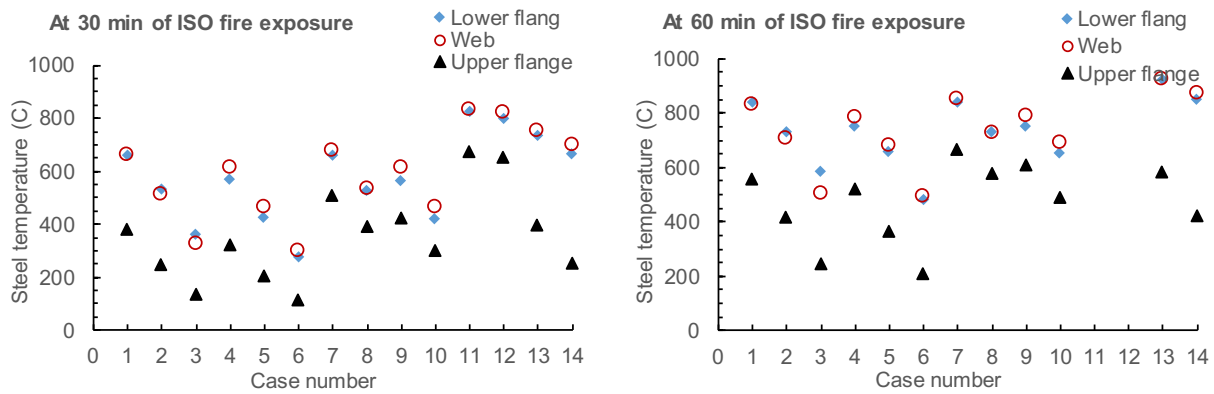 At 30 min of ISO fire exposure
Lower flang
Web
Upper flange
Steel temperature (C)
1000
800
600
400
200
0
0 1 2 3 4 5 6 7 8 9 10 11 12 13 14
Case number
At 60 min of ISO fire exposure
Lower flang
Web
Upper flange
Steel temperature (C)
1000
800
600
400
200
0
0 1 2 3 4 5 6 7 8 9 10 11 12 13 14
Case number